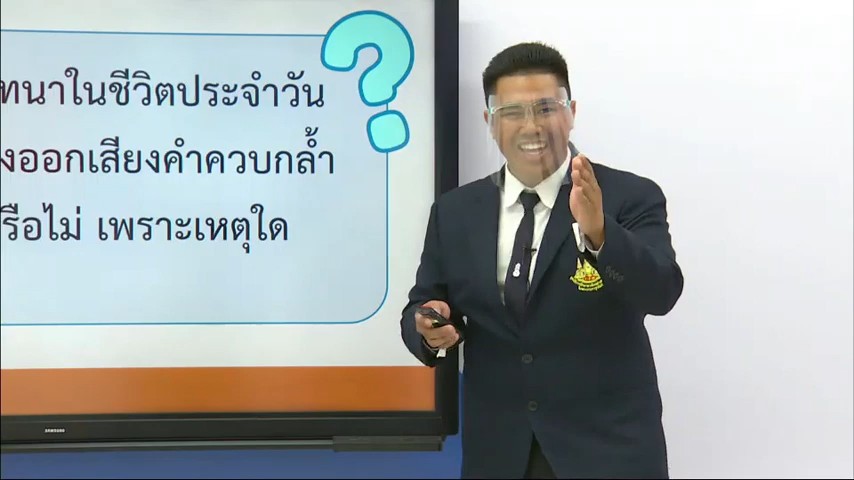 ทนาในชีวิตประจำวัน
งออกเสียงคำควบกล้ำ
รือไม่ เพราะเหตุใด
?
SAMSUNG